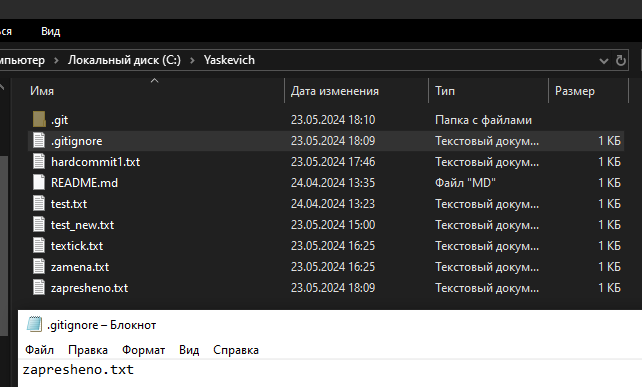 ься Вид
мпьютер Локальный диск (C:) Yaskevich
Имя Дата изменения Тип Размер
.git 23.05.2024 18:10 Папка с файлами
.gitignore 23.05.2024 18:09 Текстовый докум... 1 КБ
hardcommit1.txt 23.05.2024 17:46 Текстовый докум... 1 КБ
README.md 24.04.2024 13:35 Файл "MD" 1 КБ
test.txt 24.04.2024 13:23 Текстовый докум... 1 КБ
test_new.txt 23.05.2024 15:00 Текстовый докум... 1 КБ
textick.txt 23.05.2024 16:25 Текстовый докум... 1 КБ
zamena.txt 23.05.2024 16:25 Текстовый докум... 1 КБ
zapresheno.txt 23.05.2024 18:09 Текстовый докум... 1 КБ
.gitignore – Блокнот
Файл Правка Формат Вид Справка
zapresheno.txt